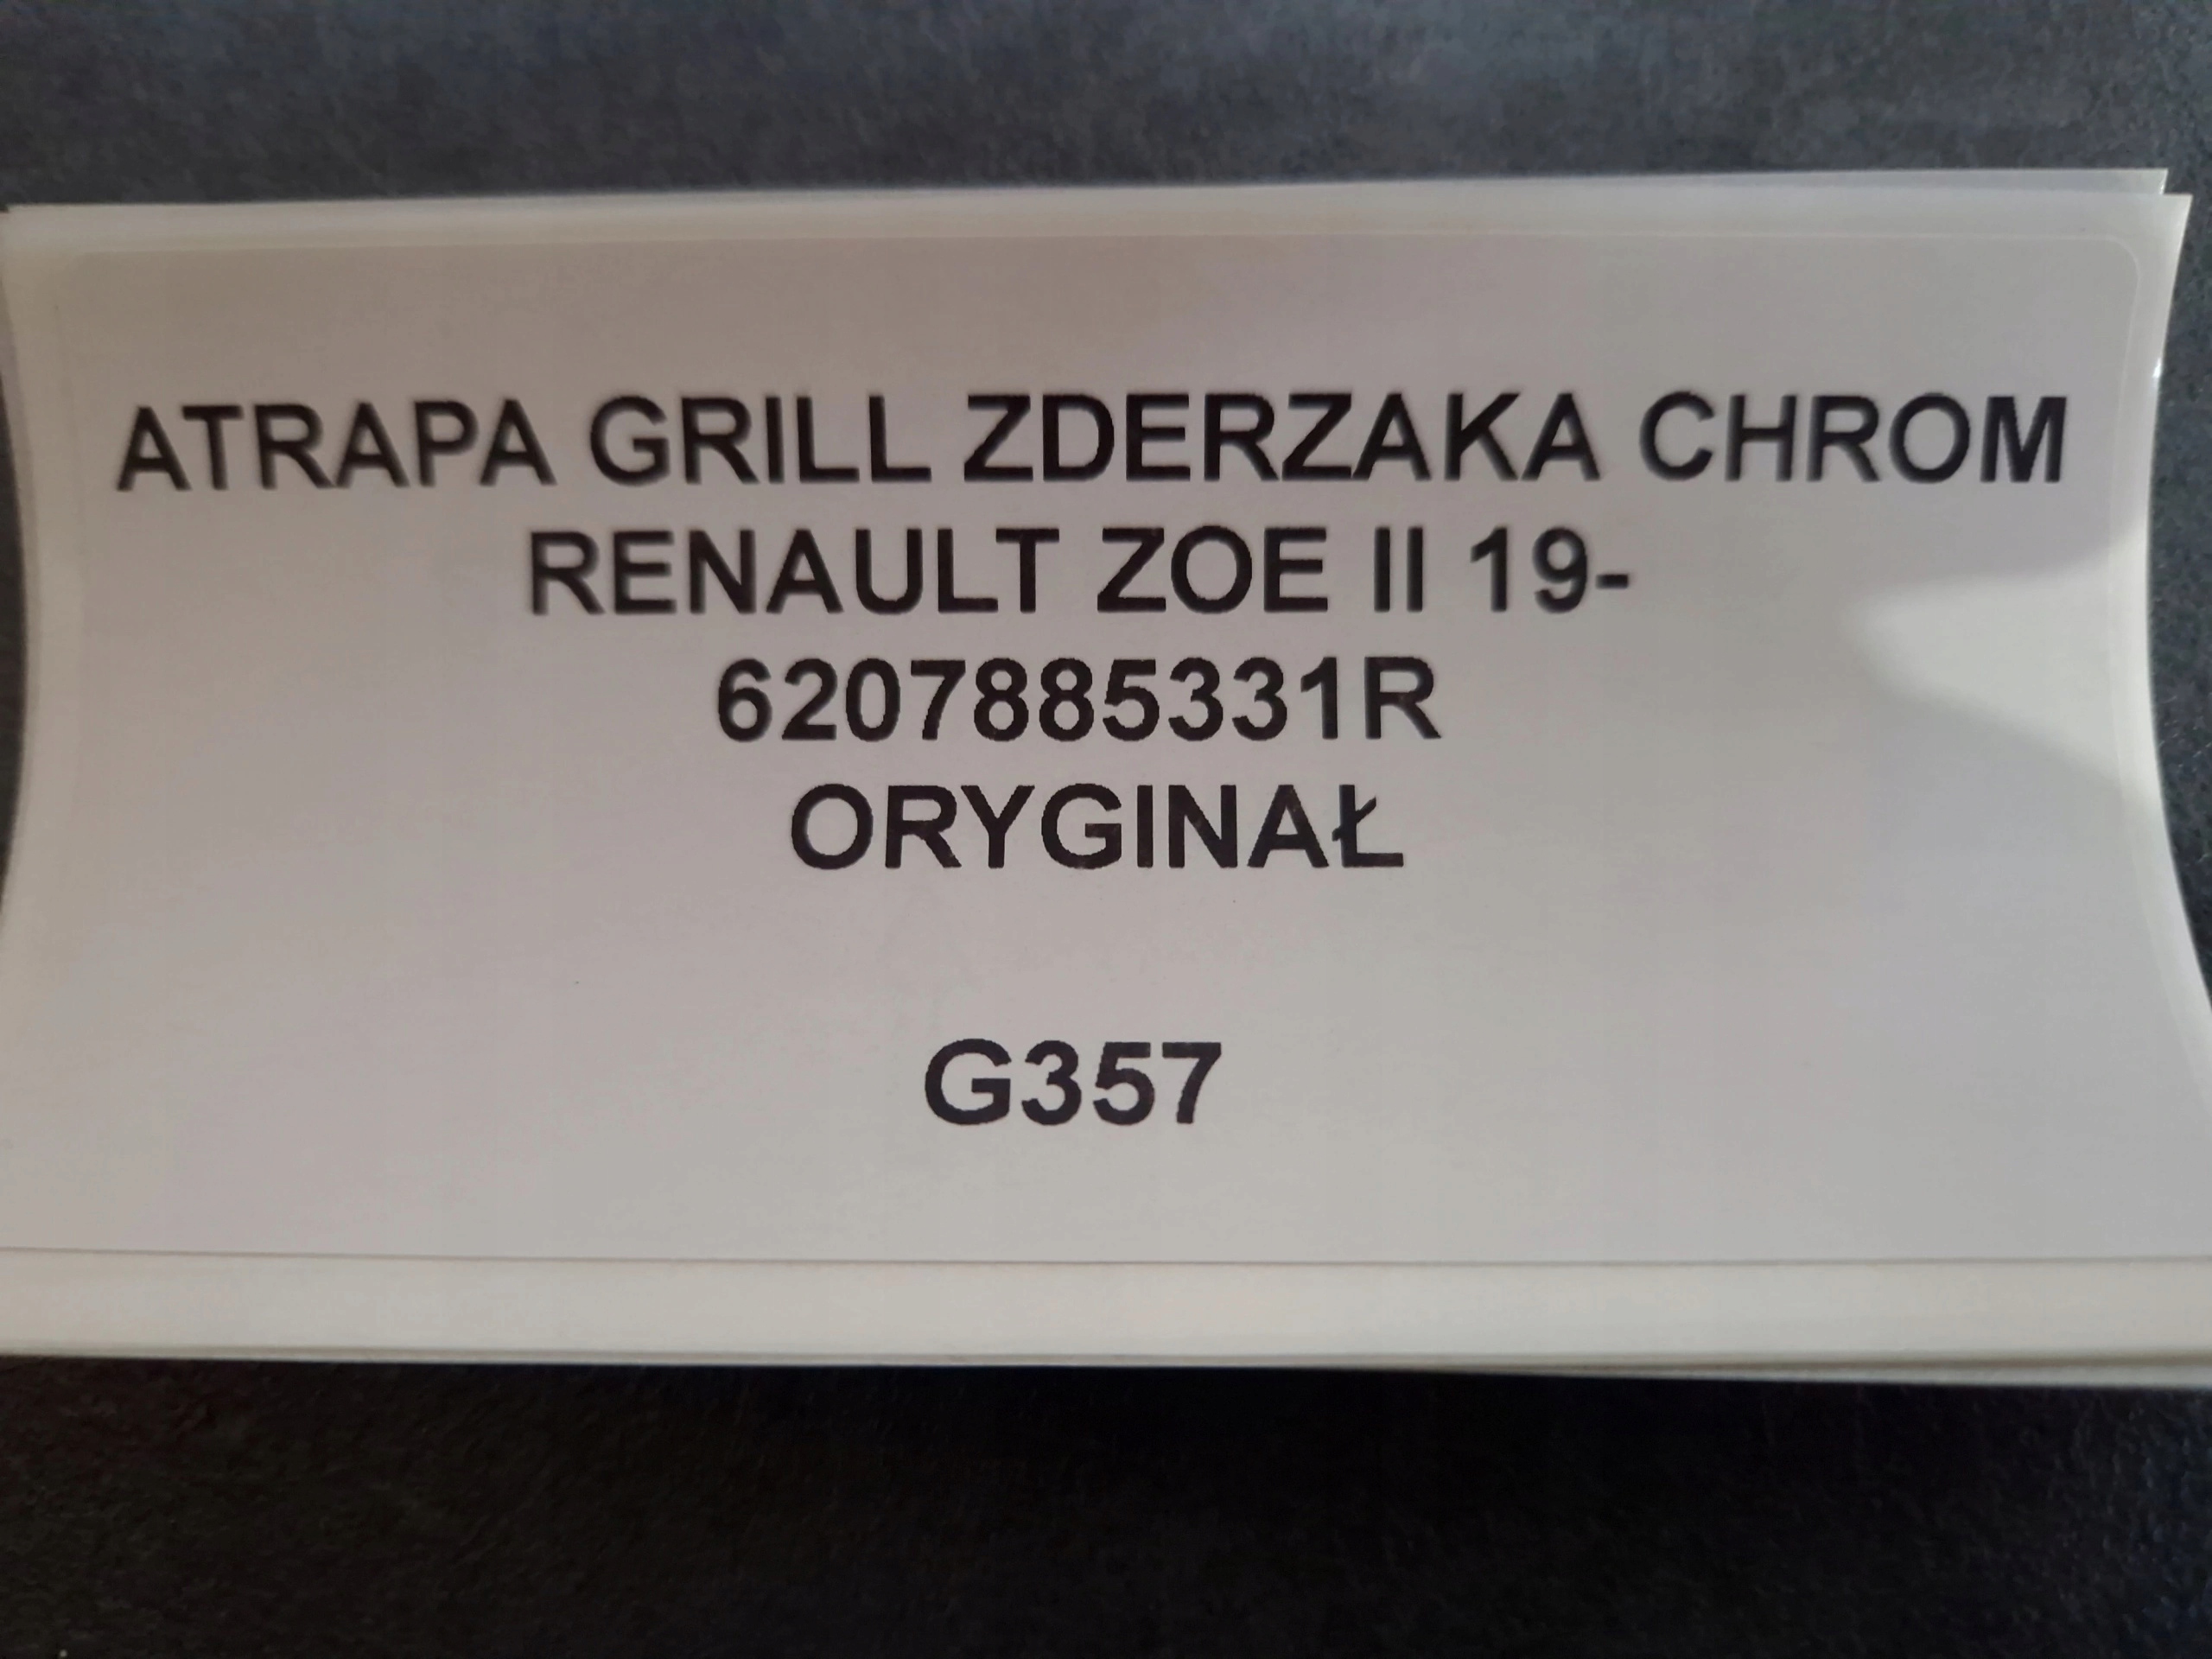 ATRAPA GRILL ZDERZAKA CHROM
RENAULT ZOE II 19-
6207885331R
ORYGINAŁ
G357